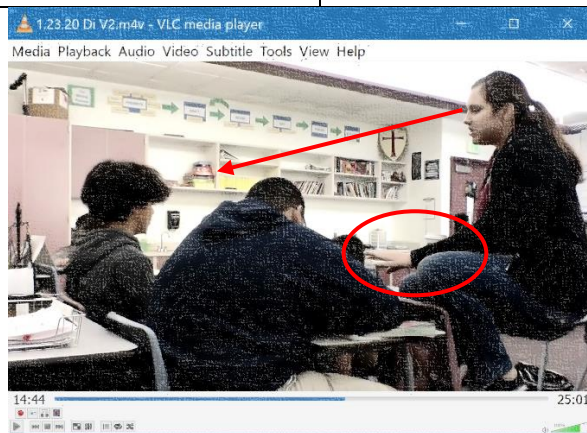 1.23.20 Di V2.m4v - VLC media player
Media Playback Audio Video Subtitle Tools View Help
14:44
25:01